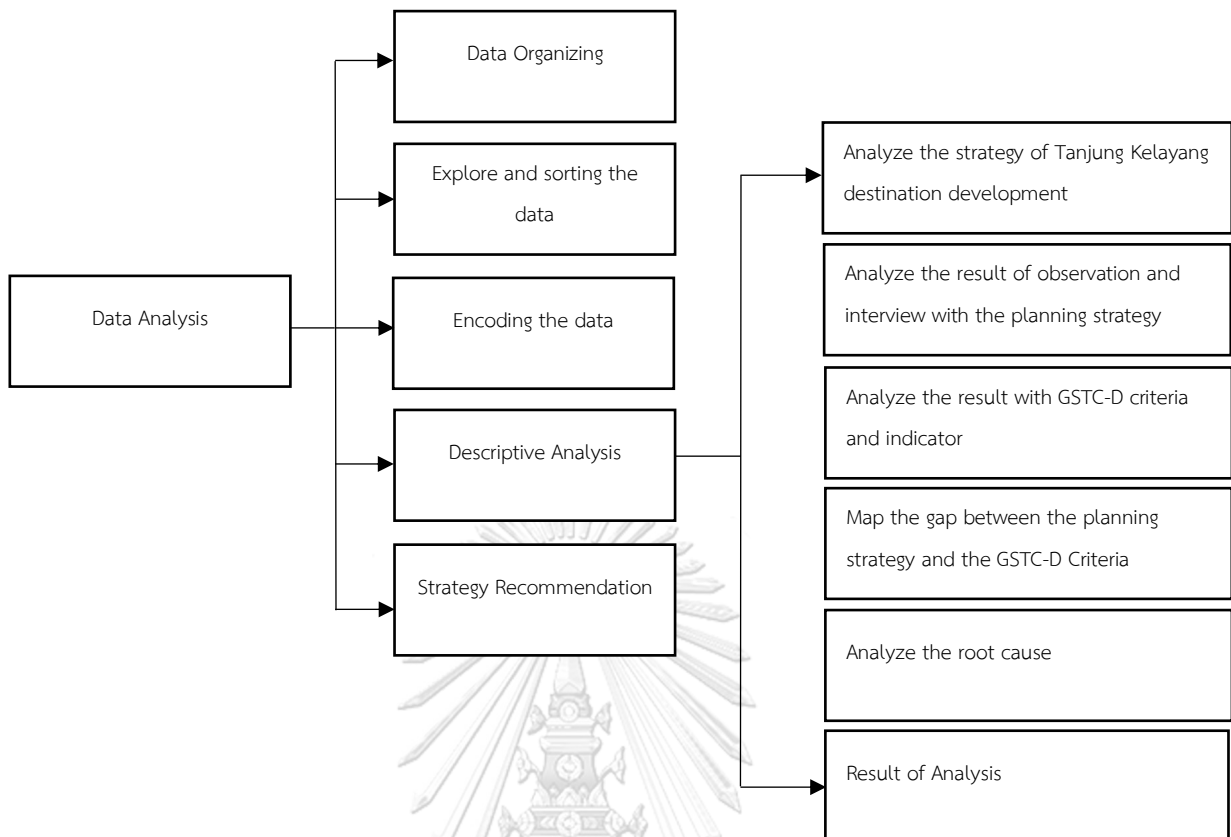 Data Analysis
Data Organizing
Explore and sorting the
data
Encoding the data
Descriptive Analysis
Strategy Recommendation
Analyze the strategy of Tanjung Kelayang
destination development
Analyze the result of observation and
interview with the planning strategy
Analyze the result with GSTC-D criteria
and indicator
Map the gap between the planning
strategy and the GSTC-D Criteria
Analyze the root cause
Result of Analysis